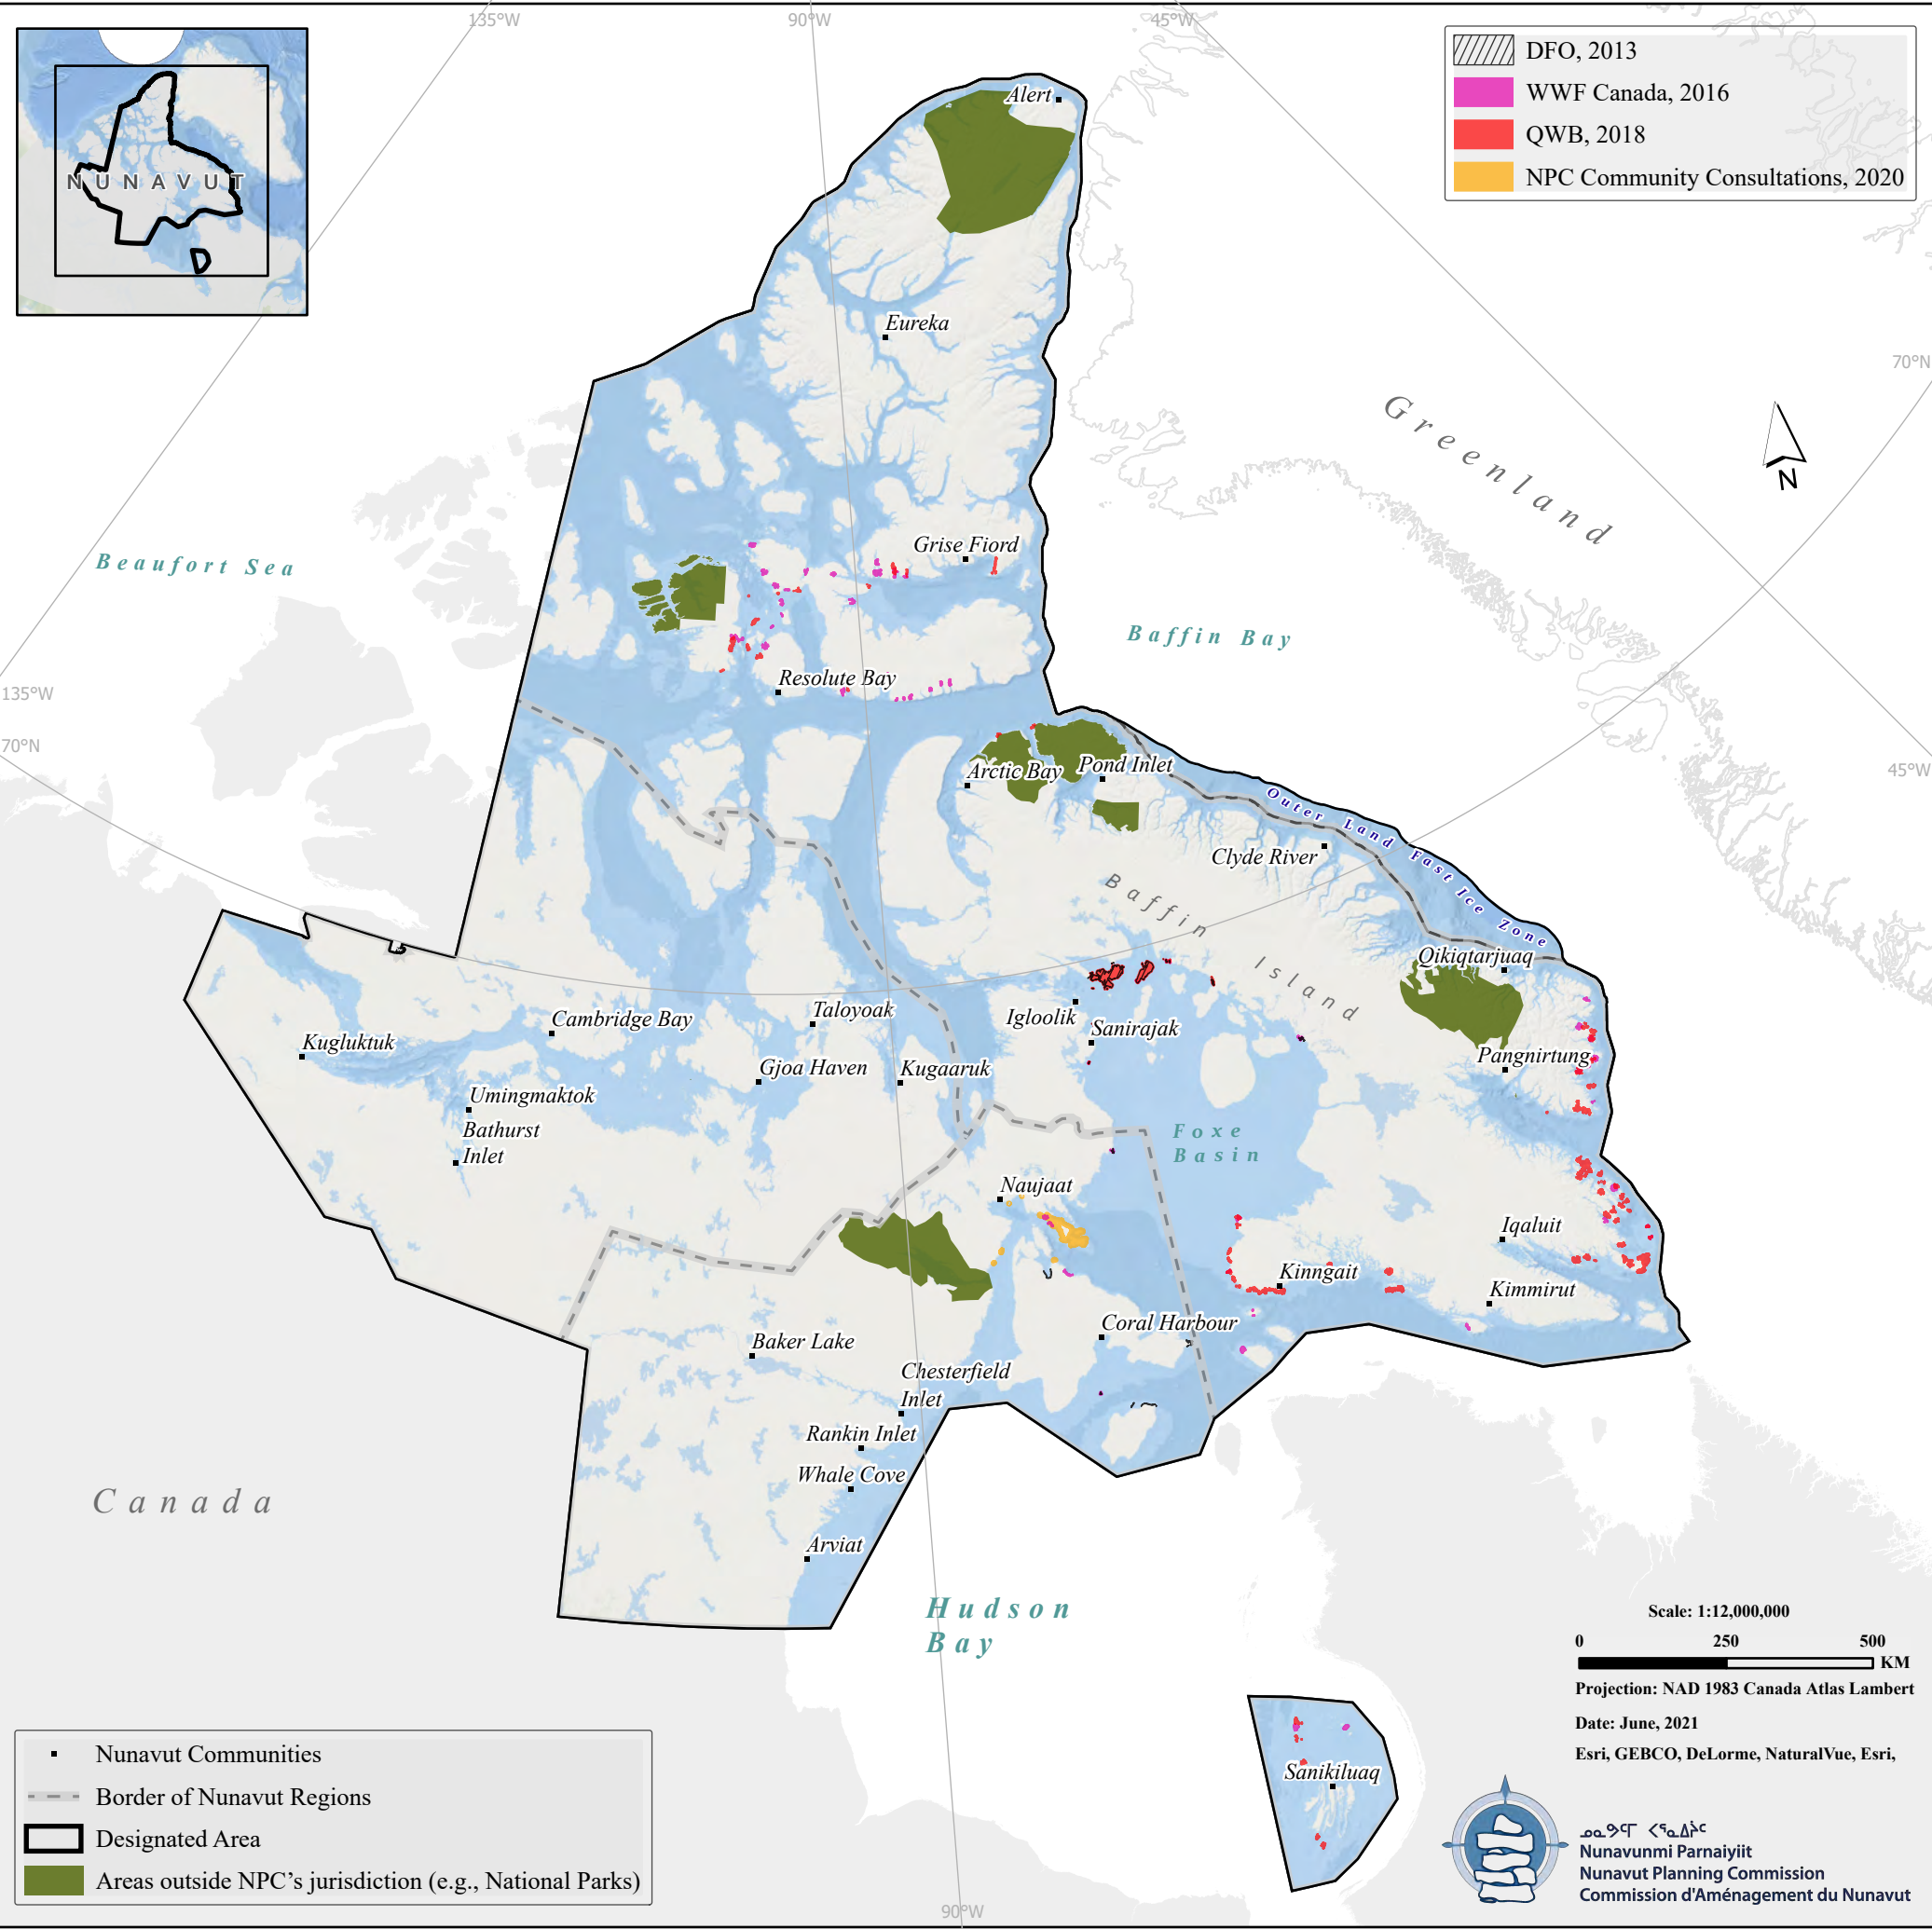 135°W
90°W
45°W
DFO, 2013
WWF Canada, 2016
QWB, 2018
NPC Community Consultations, 2020
NUNAVUT
Alert
Eureka
70°N
Greenland
N
Beaufort Sea
Grise Fiord
Baffin Bay
Resolute Bay
135°W
70°N
Arctic Bay
Pond Inlet
45°W
Outer Land Fast Ice Zone
Clyde River
Baffin Island
Qikiqtarjuaq
Cambridge Bay
Taloyoak
Igloolik
Sanirajak
Kugluktuk
Gjoa Haven
Kugaaruk
Pangnirtung
Umingmaktok
Bathurst
Inlet
Foxe
Basin
Naujaat
Iqaluit
Kinngait
Kimmirut
Coral Harbour
Baker Lake
Chesterfield
Inlet
Rankin Inlet
Whale Cove
Canada
Arviat
Hudson
Bay
Scale: 1:12,000,000
0 250 500
KM
Projection: NAD 1983 Canada Atlas Lambert
Date: June, 2021
Esri, GEBCO, DeLorme, NaturalVue, Esri,
Sanikiluaq
Nunavut Communities
Border of Nunavut Regions
Designated Area
Areas outside NPC's jurisdiction (e.g., National Parks)
ᓄᓇᕗᒻᒥ ᐸᕐᓇᐃᔩᑦ
Nunavunmi Parnaiyiit
Nunavut Planning Commission
Commission d'Aménagement du Nunavut
90°W